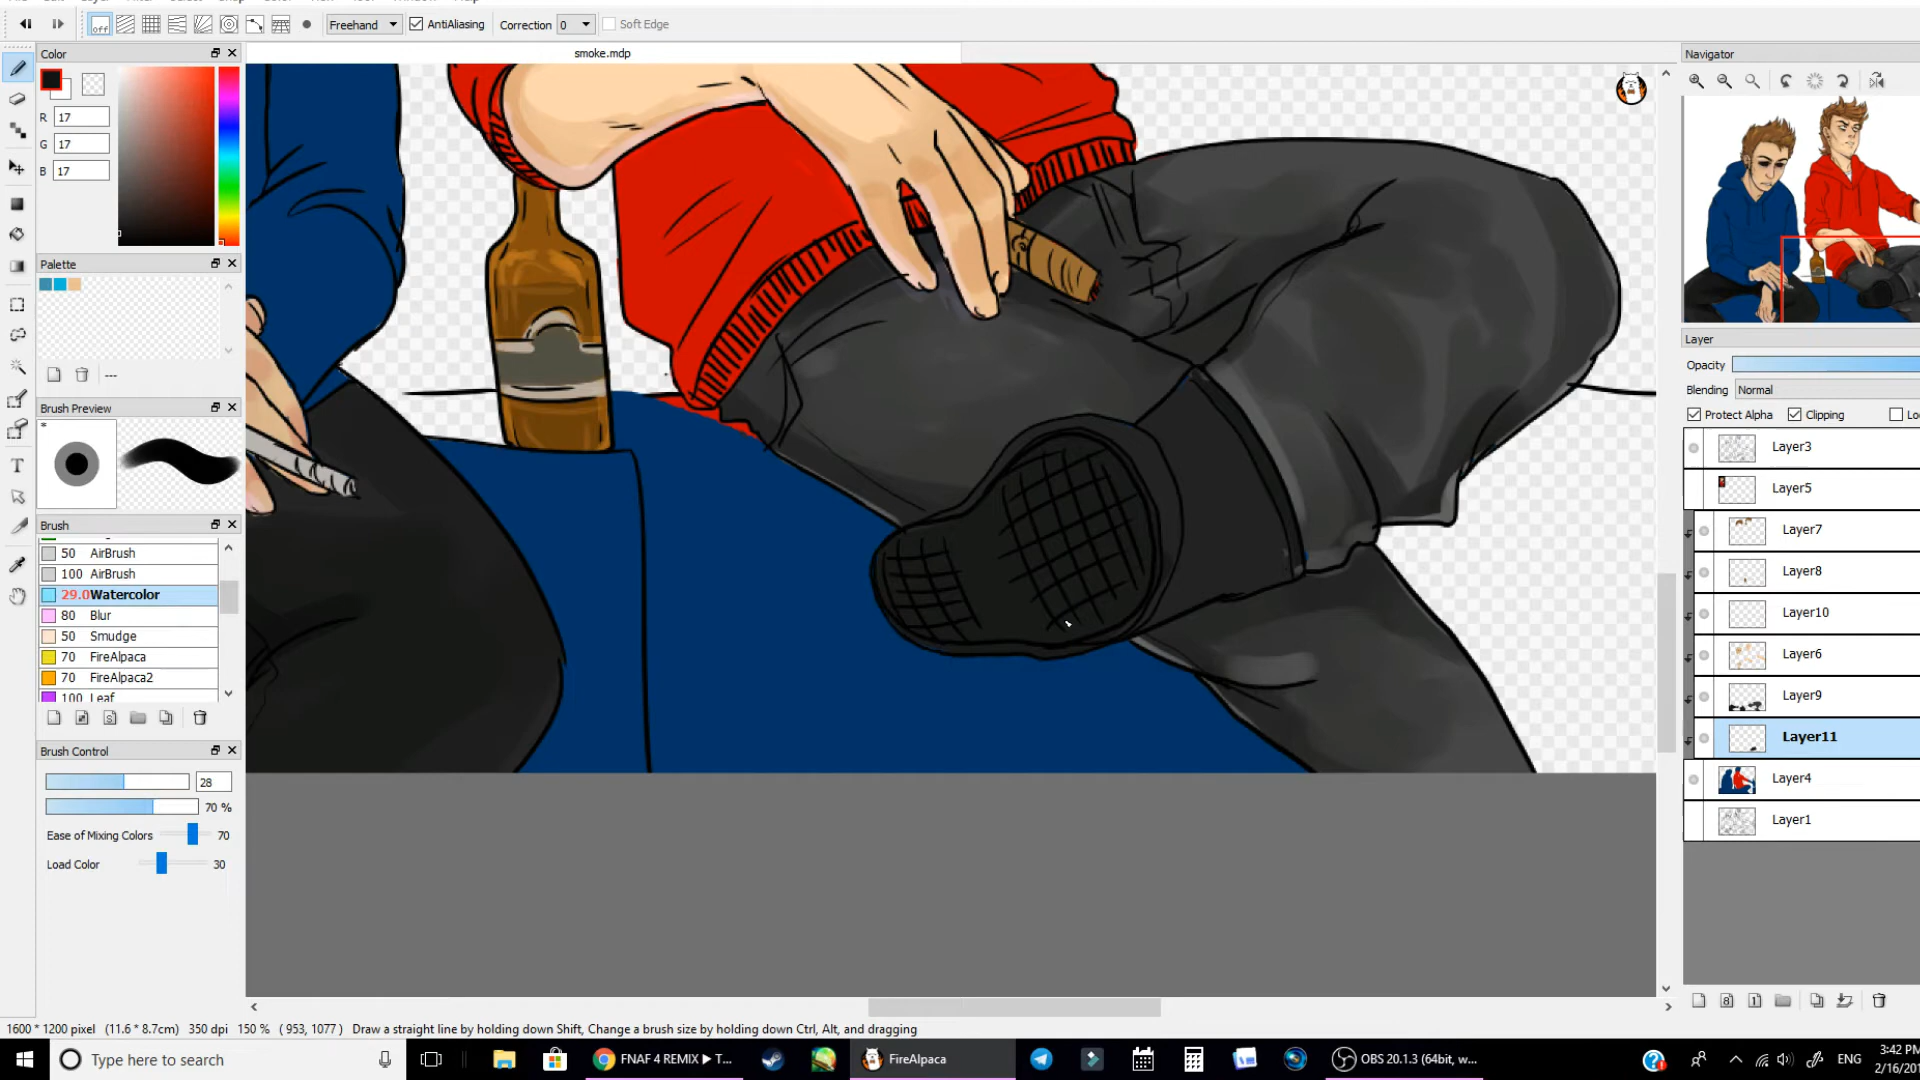 Freehand AntiAliasing Correction 0 Soft Edge
Color
smoke.mdp
Navigator
R 17
G 17
B 17
Palette
---
Brush Preview
*
Brush
50 AirBrush
100 AirBrush
29.0 Watercolor
80 Blur
50 Smudge
70 FireAlpaca
70 FireAlpaca2
100 Leaf
Brush Control
28
70 %
Ease of Mixing Colors 70
Load Color 30
Layer
Opacity
Blending Normal
Protect Alpha Clipping Loc
Layer3
Layer5
Layer7
Layer8
Layer10
Layer6
Layer9
Layer11
Layer4
Layer1
1600 * 1200 pixel (11.6 * 8.7cm) 350 dpi 150 % ( 953, 1077 ) Draw a straight line by holding down Shift, Change a brush size by holding down Ctrl, Alt, and dragging
Type here to search
FNAF 4 REMIX ▶ T...
FireAlpaca
OBS 20.1.3 (64bit, w...
ENG
3:42 PM
2/16/201